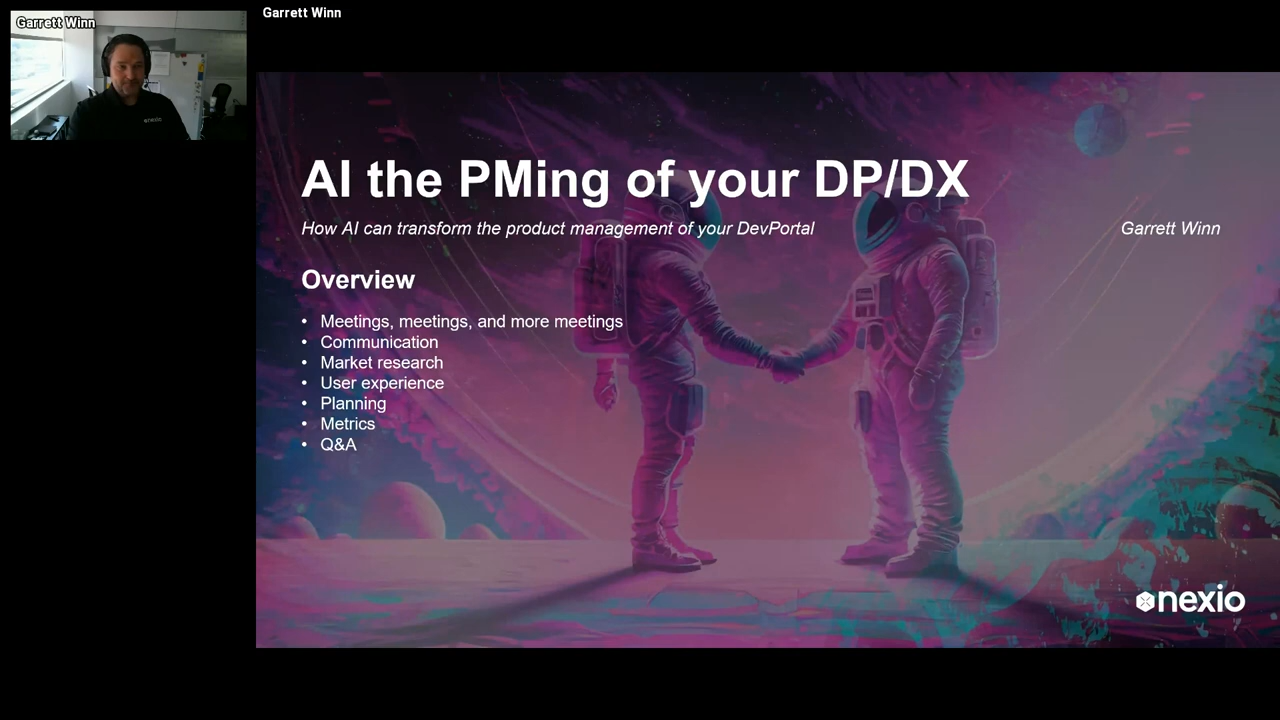 Garrett Winn
Garrett Winn
AI the PMing of your DP/DX
How AI can transform the product management of your DevPortal
Garrett Winn
Overview
• Meetings, meetings, and more meetings
• Communication
• Market research
• User experience
• Planning
• Metrics
• Q&A
nexio